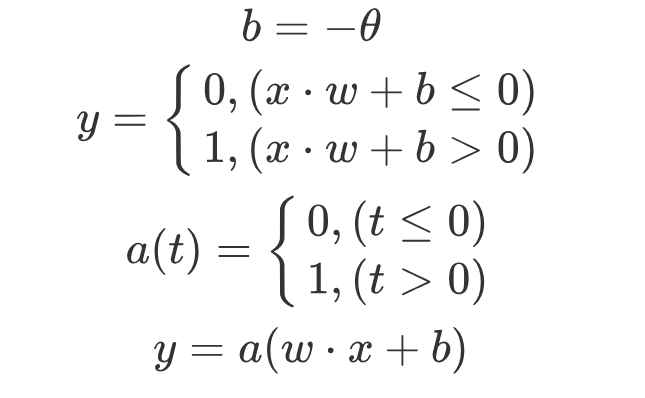 b = −θ
y = { 0, (x · w + b ≤ 0)
1, (x · w + b > 0)
a(t) = { 0, (t ≤ 0)
1, (t > 0)
y = a(w · x + b)